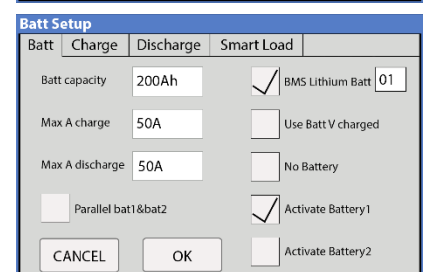 Batt Setup
Batt Charge Discharge Smart Load
Batt capacity 200Ah BMS Lithium Batt 01
Max A charge 50A Use Batt V charged
Max A discharge 50A No Battery
Parallel bat1&bat2 Activate Battery1
CANCEL OK Activate Battery2